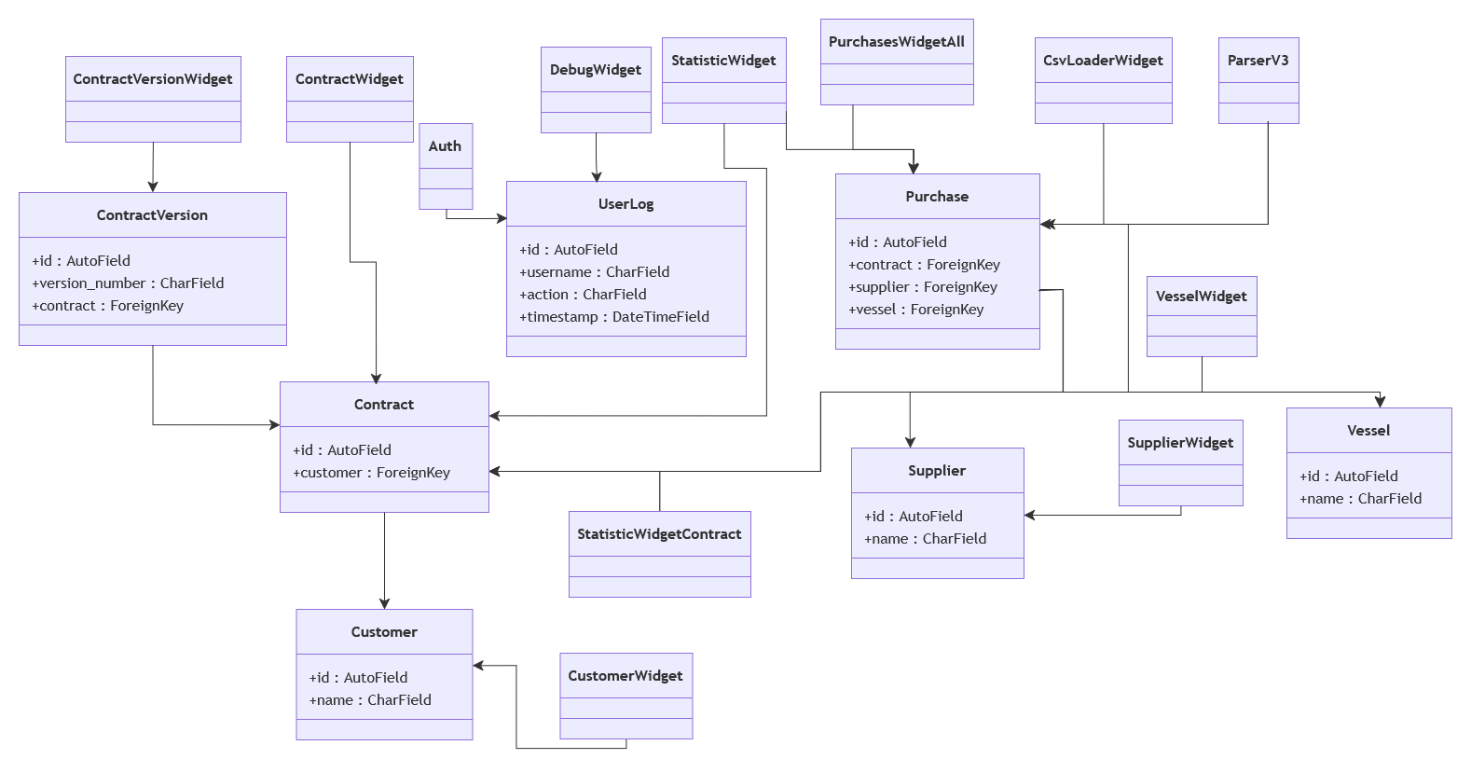 PurchasesWidgetAll
StatisticWidget
CsvLoaderWidget
ParserV3
DebugWidget
ContractVersionWidget
ContractWidget
Auth
Purchase
+id : AutoField
+contract : ForeignKey
+supplier : ForeignKey
+vessel : ForeignKey
UserLog
+id : AutoField
+username : CharField
+action : CharField
+timestamp : DateTimeField
ContractVersion
+id : AutoField
+version_number : CharField
+contract : ForeignKey
VesselWidget
Contract
+id : AutoField
+customer : ForeignKey
Vessel
+id : AutoField
+name : CharField
SupplierWidget
Supplier
+id : AutoField
+name : CharField
StatisticWidgetContract
Customer
+id : AutoField
+name : CharField
CustomerWidget